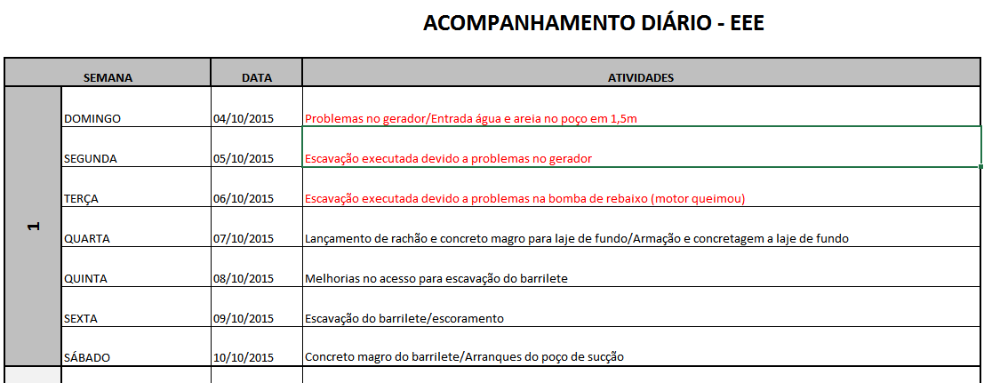 ACOMPANHAMENTO DIÁRIO - EEE
SEMANA DATA ATIVIDADES
1
DOMINGO 04/10/2015 Problemas no gerador/Entrada água e areia no poço em 1,5m
SEGUNDA 05/10/2015 Escavação executada devido a problemas no gerador
TERÇA 06/10/2015 Escavação executada devido a problemas na bomba de rebaixo (motor queimou)
QUARTA 07/10/2015 Lançamento de rachão e concreto magro para laje de fundo/Armação e concretagem a laje de fundo
QUINTA 08/10/2015 Melhorias no acesso para escavação do barrilete
SEXTA 09/10/2015 Escavação do barrilete/escoramento
SÁBADO 10/10/2015 Concreto magro do barrilete/Arranques do poço de sucção